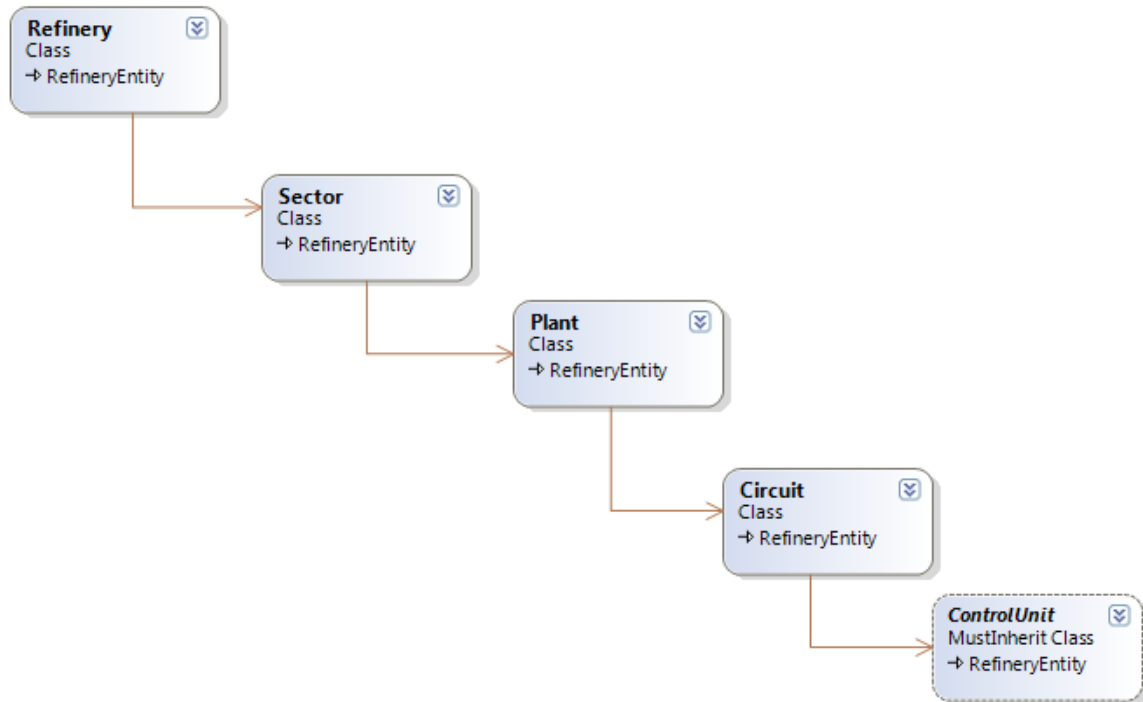 Refinery
Class
RefineryEntity
Sector
Class
RefineryEntity
Plant
Class
RefineryEntity
Circuit
Class
RefineryEntity
ControlUnit
MustInherit Class
RefineryEntity